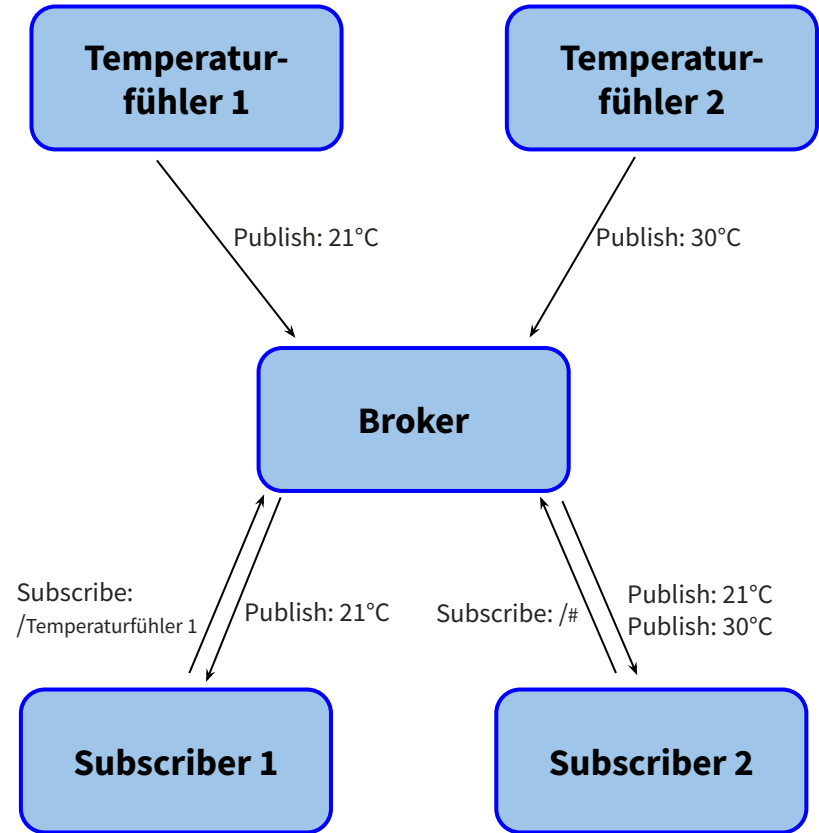 Temperatur-
fühler 1
Temperatur-
fühler 2
Publish: 21°C
Publish: 30°C
Broker
Subscribe:
/Temperaturfühler 1
Publish: 21°C
Subscribe: /#
Publish: 21°C
Publish: 30°C
Subscriber 1
Subscriber 2